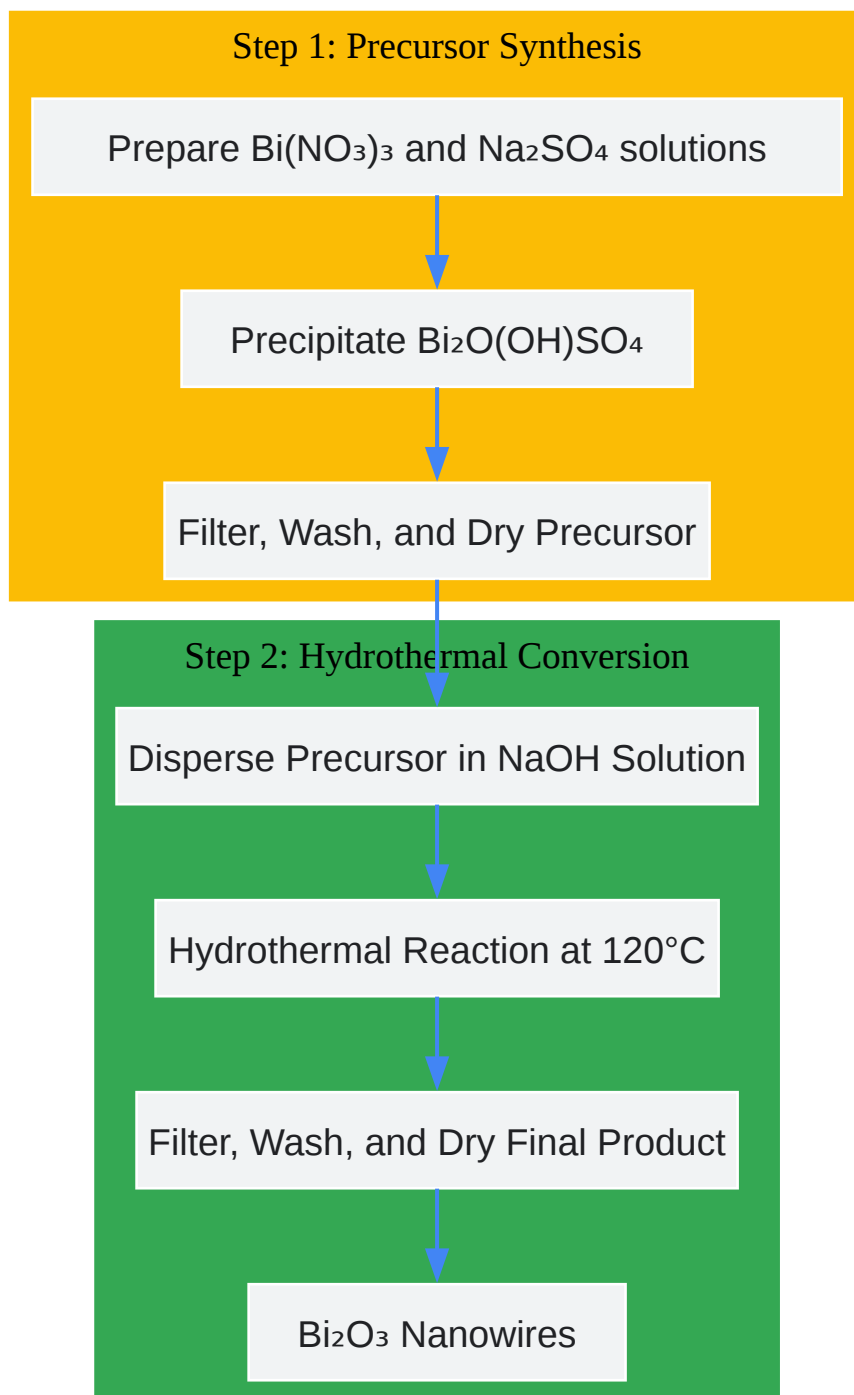 Step 1: Precursor Synthesis
Prepare Bi(NO₃)₃ and Na₂SO₄ solutions
Precipitate Bi₂O(OH)SO₄
Filter, Wash, and Dry Precursor
Step 2: Hydrothermal Conversion
Disperse Precursor in NaOH Solution
Hydrothermal Reaction at 120°C
Filter, Wash, and Dry Final Product
Bi₂O₃ Nanowires